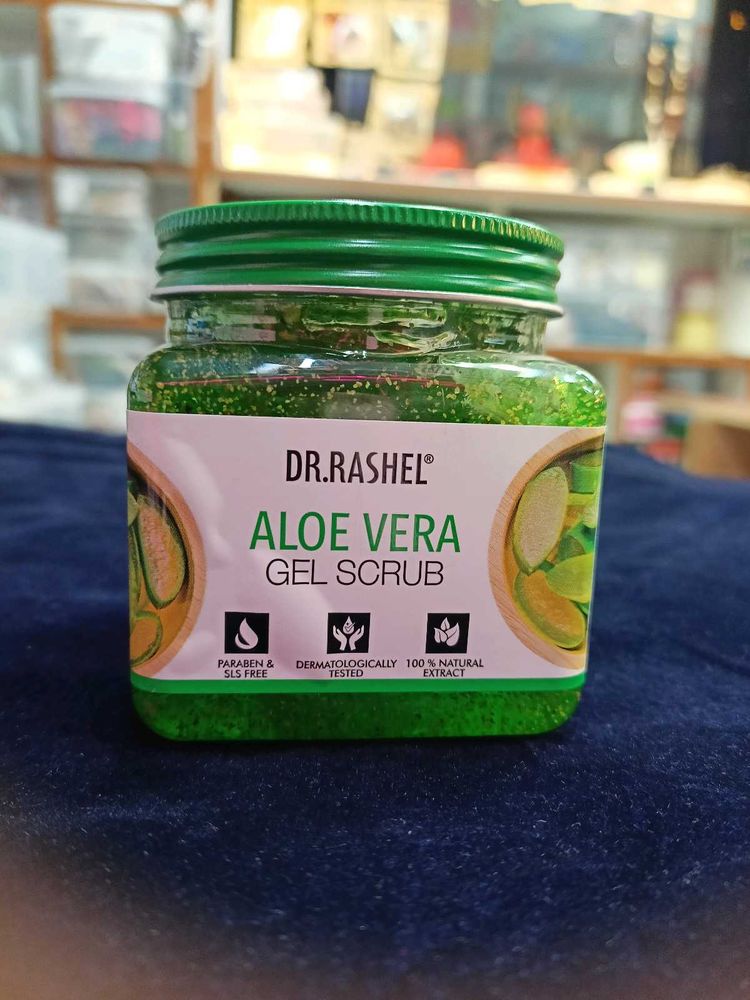 DR.RASHEL®
ALOE VERA
GEL SCRUB
PARABEN &
SLS FREE
DERMATOLOGICALLY
TESTED
100 % NATURAL
EXTRACT